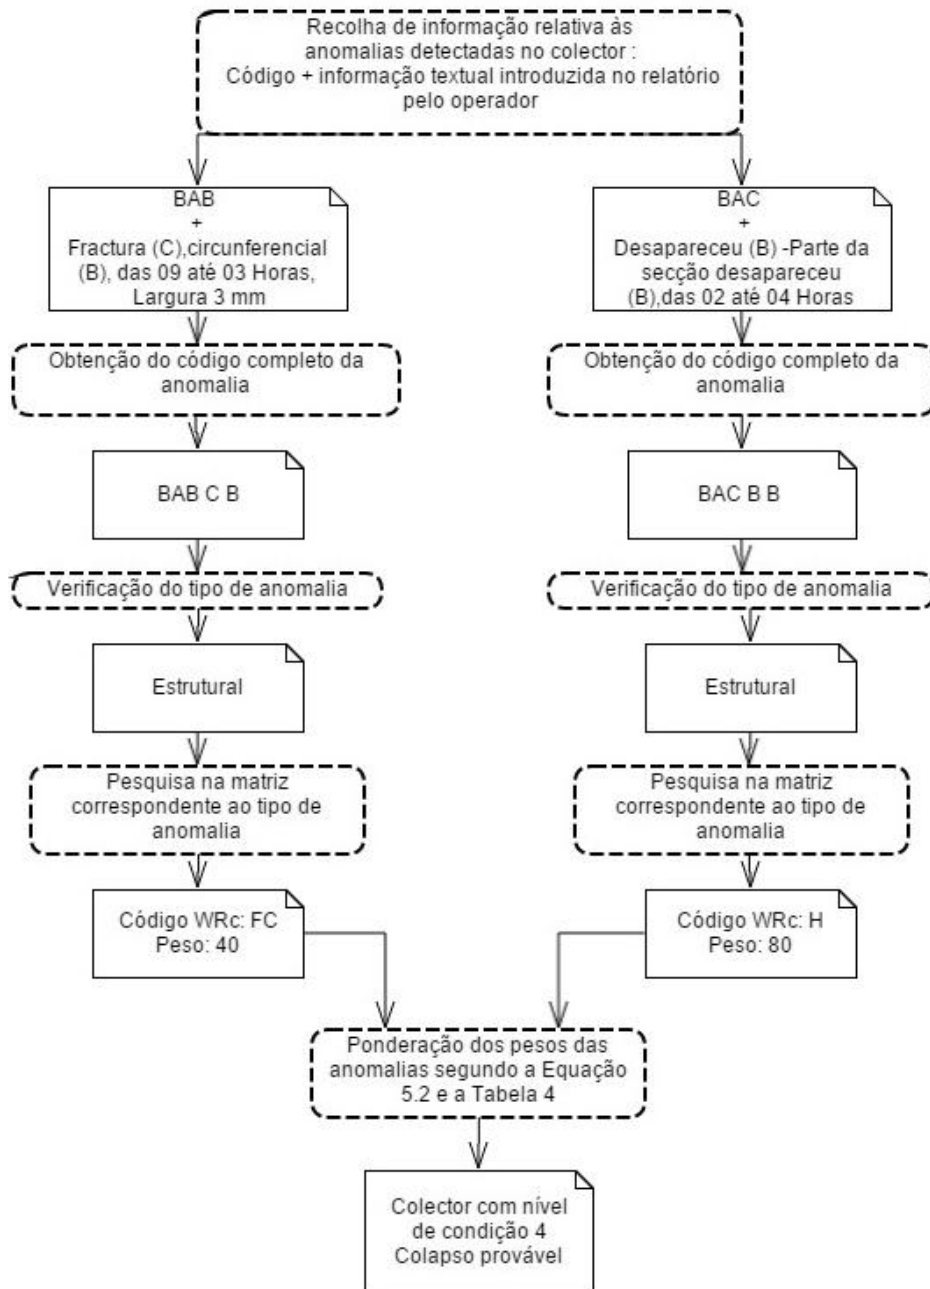 Recolha de informação relativa às
anomalias detectadas no colector :
Código + informação textual introduzida no relatório
pelo operador
BAB
+
Fractura (C),circunferencial
(B), das 09 até 03 Horas,
Largura 3 mm
BAC
+
Desapareceu (B) -Parte da
secção desapareceu
(B),das 02 até 04 Horas
Obtenção do código completo da
anomalia
Obtenção do código completo da
anomalia
BAB C B
BAC B B
Verificação do tipo de anomalia
Verificação do tipo de anomalia
Estrutural
Estrutural
Pesquisa na matriz
correspondente ao tipo de
anomalia
Pesquisa na matriz
correspondente ao tipo de
anomalia
Código WRc: FC
Peso: 40
Código WRc: H
Peso: 80
Ponderação dos pesos das
anomalias segundo a Equação
5.2 e a Tabela 4
Colector com nível
de condição 4
Colapso provável